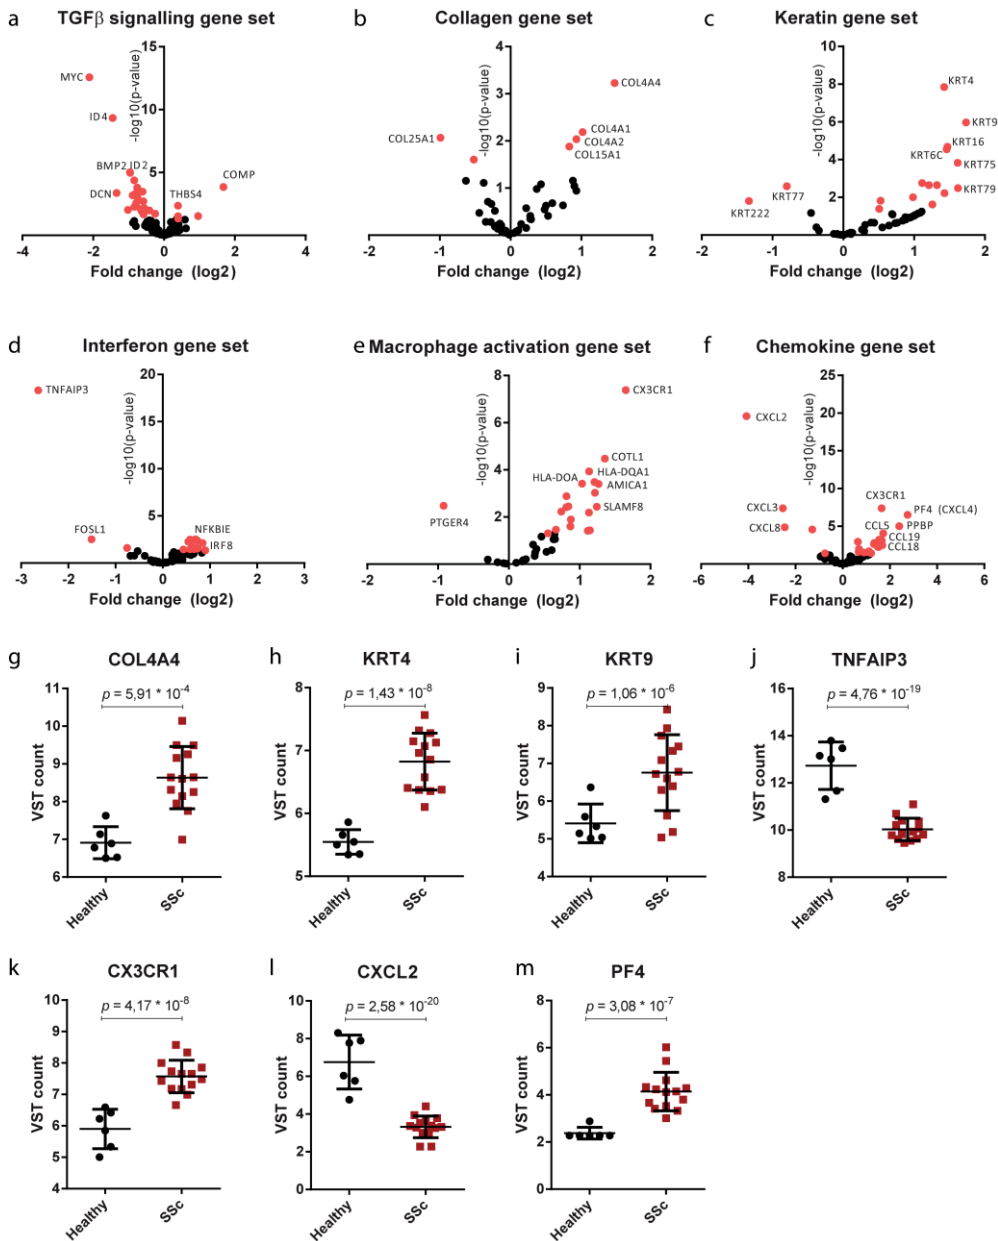 a
TGFβ signalling gene set
15
10
5
-log10(p-value)
MYC
ID4
BMP2 ID2
DCN
THBS4
COMP
-4
-2
0
2
4
Fold change (log2)
b
Collagen gene set
4
3
2
1
0
-log10(p-value)
COL4A4
COL25A1
COL4A1
COL4A2
COL15A1
-2
-1
0
1
2
Fold change (log2)
c
Keratin gene set
10
8
6
4
2
-log10(p-value)
KRT4
KRT9
KRT16
KRT6C
KRT75
KRT77
KRT79
KRT222
-2
-1
0
1
2
Fold change (log2)
d
Interferon gene set
20
15
10
5
-log10(p-value)
TNFAIP3
FOSL1
NFKBIE
IRF8
-3
-2
-1
0
1
2
3
Fold change (log2)
e
Macrophage activation gene set
8
6
4
2
-log10(p-value)
CX3CR1
COTL1
HLA-DOA
HLA-DQA1
AMICA1
SLAMF8
PTGER4
-2
-1
0
1
2
Fold change (log2)
f
Chemokine gene set
25
20
15
10
5
-log10(p-value)
CXCL2
CXCL3
CXCL8
CX3CR1
PF4 (CXCL4)
CCL5 PPBP
CCL19
CCL18
-6
-4
-2
0
2
4
6
Fold change (log2)
g
COL4A4
p = 5,91 * 10-4
11
10
9
8
7
6
VST count
Healthy
SSc
h
KRT4
p = 1,43 * 10-8
8
7
6
5
VST count
Healthy
SSc
i
KRT9
p = 1,06 * 10-6
9
8
7
6
5
4
VST count
Healthy
SSc
j
TNFAIP3
p = 4,76 * 10-19
16
14
12
10
8
VST count
Healthy
SSc
k
CX3CR1
p = 4,17 * 10-8
10
9
8
7
6
5
4
VST count
Healthy
SSc
l
CXCL2
p = 2,58 * 10-20
10
8
6
4
2
0
VST count
Healthy
SSc
m
PF4
p = 3,08 * 10-7
8
6
4
2
0
VST count
Healthy
SSc